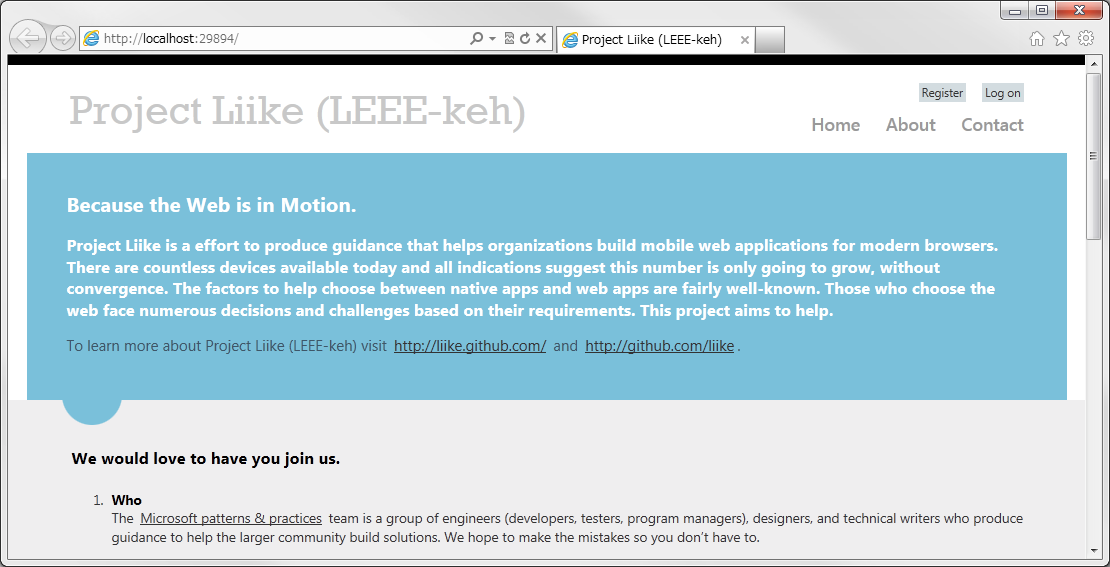 http://localhost:29894/
Project Liike (LEEE-keh)
Register Log on
Project Liike (LEEE-keh)
Home About Contact
Because the Web is in Motion.
Project Liike is a effort to produce guidance that helps organizations build mobile web applications for modern browsers.
There are countless devices available today and all indications suggest this number is only going to grow, without
convergence. The factors to help choose between native apps and web apps are fairly well-known. Those who choose the
web face numerous decisions and challenges based on their requirements. This project aims to help.
To learn more about Project Liike (LEEE-keh) visit http://liike.github.com/ and http://github.com/liike .
We would love to have you join us.
1. Who
The Microsoft patterns & practices team is a group of engineers (developers, testers, program managers), designers, and technical writers who produce
guidance to help the larger community build solutions. We hope to make the mistakes so you don't have to.